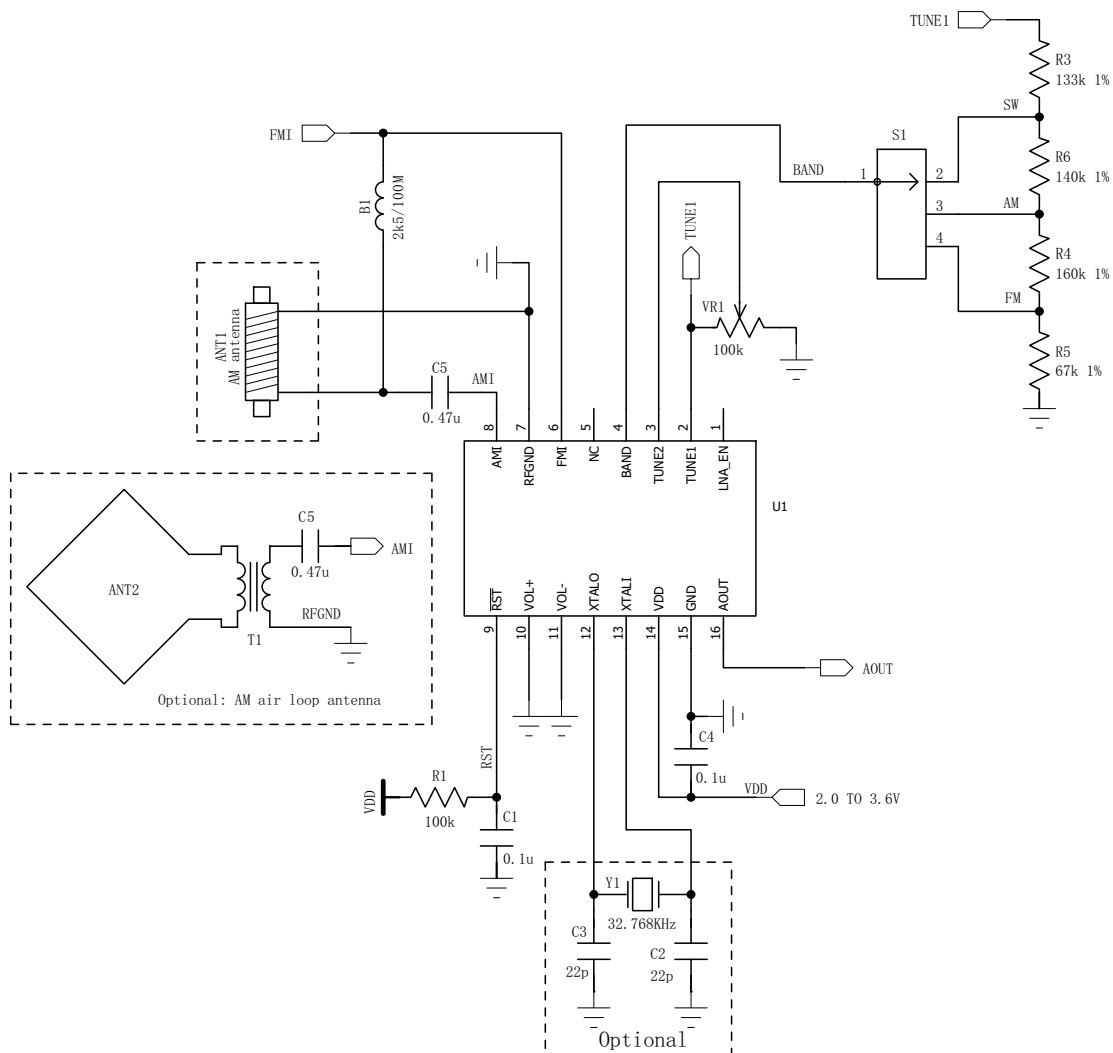 TUNE1
R3
133k 1%
SW
S1
FMI
R6
140k 1%
BAND
1
2
B1
2k5/100M
3
AM
4
TUNE1
R4
160k 1%
FM
VR1
100k
R5
67k 1%
ANT1
AM antenna
C5
AMI
0.47u
8
7
6
5
4
3
2
1
AMI
RFGND
FMI
NC
BAND
TUNE2
TUNE1
LNA_EN
U1
C5
AMI
0.47u
ANT2
RFGND
T1
Optional: AM air loop antenna
RST
VOL+
VOL-
XTALO
XTALI
VDD
GND
AOUT
9
10
11
12
13
14
15
16
AOUT
RST
C4
0.1u
VDD
R1
100k
VDD
2.0 TO 3.6V
C1
0.1u
Y1
32.768KHz
C3
22p
C2
22p
Optional